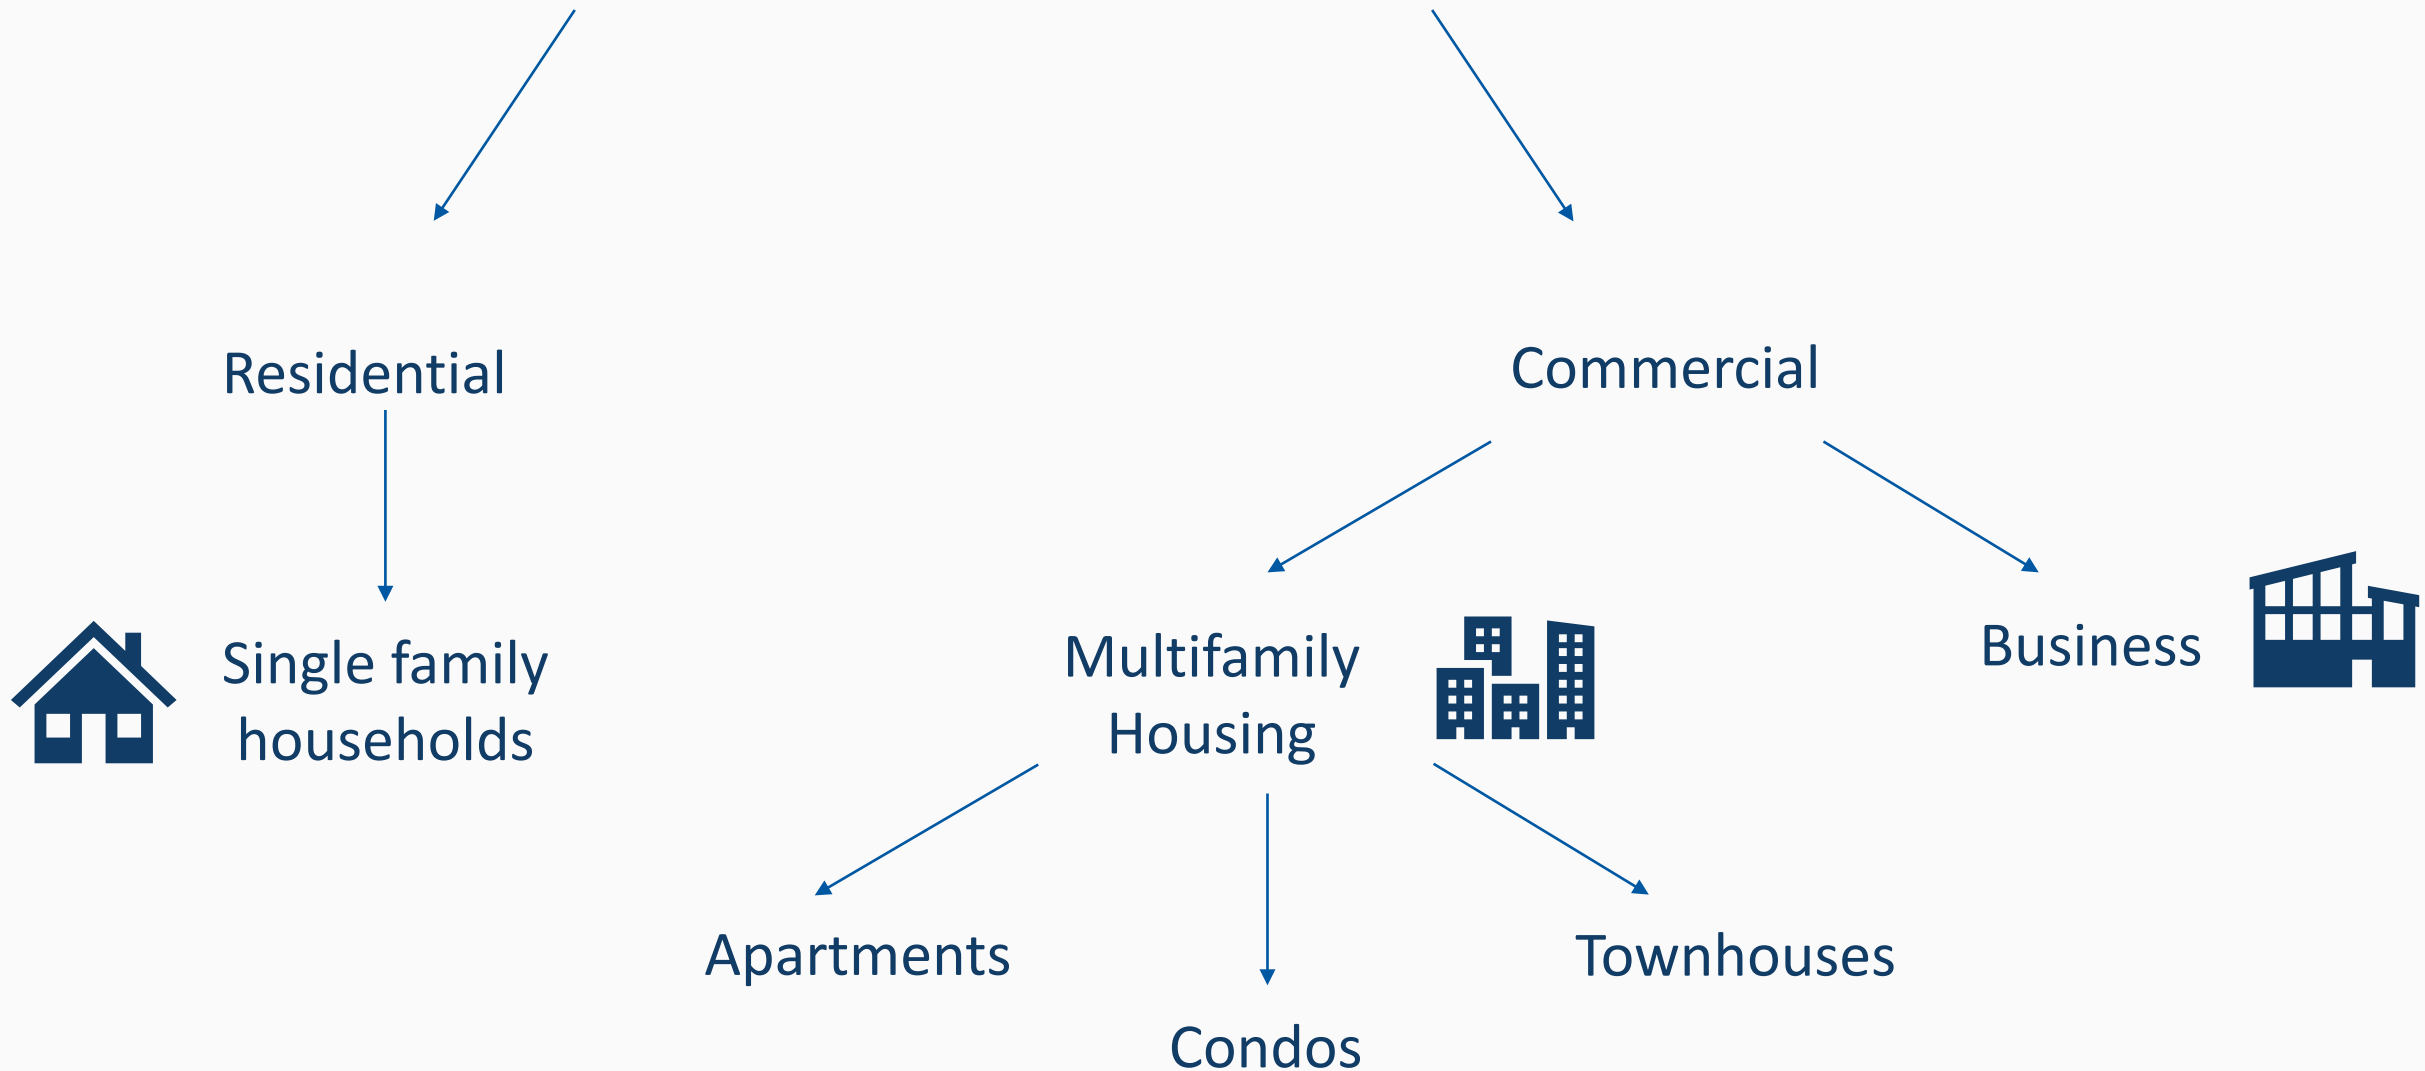 Residential
Commercial
Single family
households
Multifamily
Housing
Business
Apartments
Townhouses
Condos